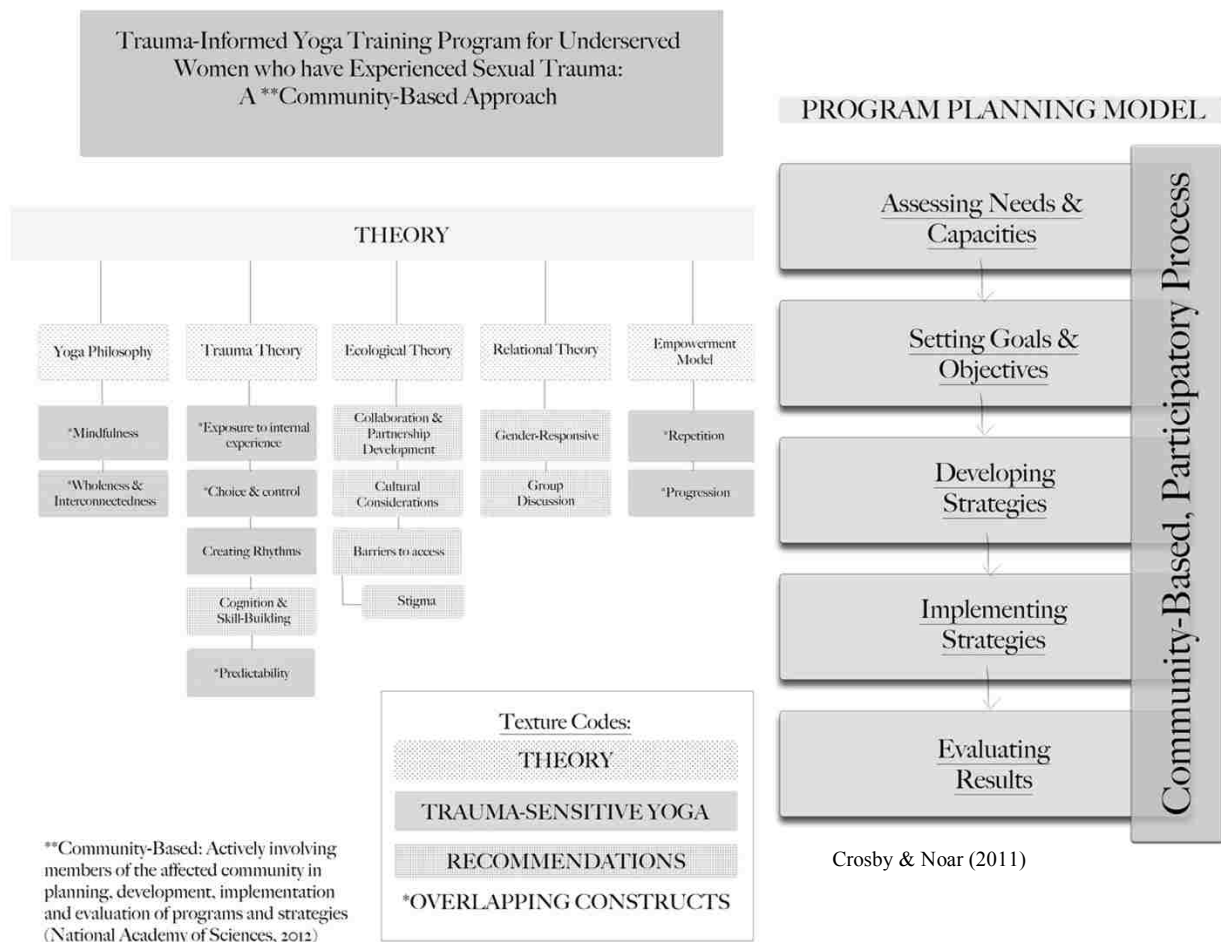 Trauma-Informed Yoga Training Program for Underserved
Women who have Experienced Sexual Trauma:
A **Community-Based Approach
THEORY
Yoga Philosophy
*Mindfulness
*Wholeness &
Interconnectedness
Trauma Theory
*Exposure to internal
experience
*Choice & control
Creating Rhythms
Cognition &
Skill-Building
*Predictability
Ecological Theory
Collaboration &
Partnership
Development
Cultural
Considerations
Barriers to access
Stigma
Relational Theory
Gender-Responsive
Group
Discussion
Empowerment
Model
*Repetition
*Progression
Texture Codes:
THEORY
TRAUMA-SENSITIVE YOGA
RECOMMENDATIONS
*OVERLAPPING CONSTRUCTS
**Community-Based: Actively involving
members of the affected community in
planning, development, implementation
and evaluation of programs and strategies
(National Academy of Sciences, 2012)
PROGRAM PLANNING MODEL
Assessing Needs &
Capacities
Setting Goals &
Objectives
Developing
Strategies
Implementing
Strategies
Evaluating
Results
Community-Based, Participatory Process
Crosby & Noar (2011)